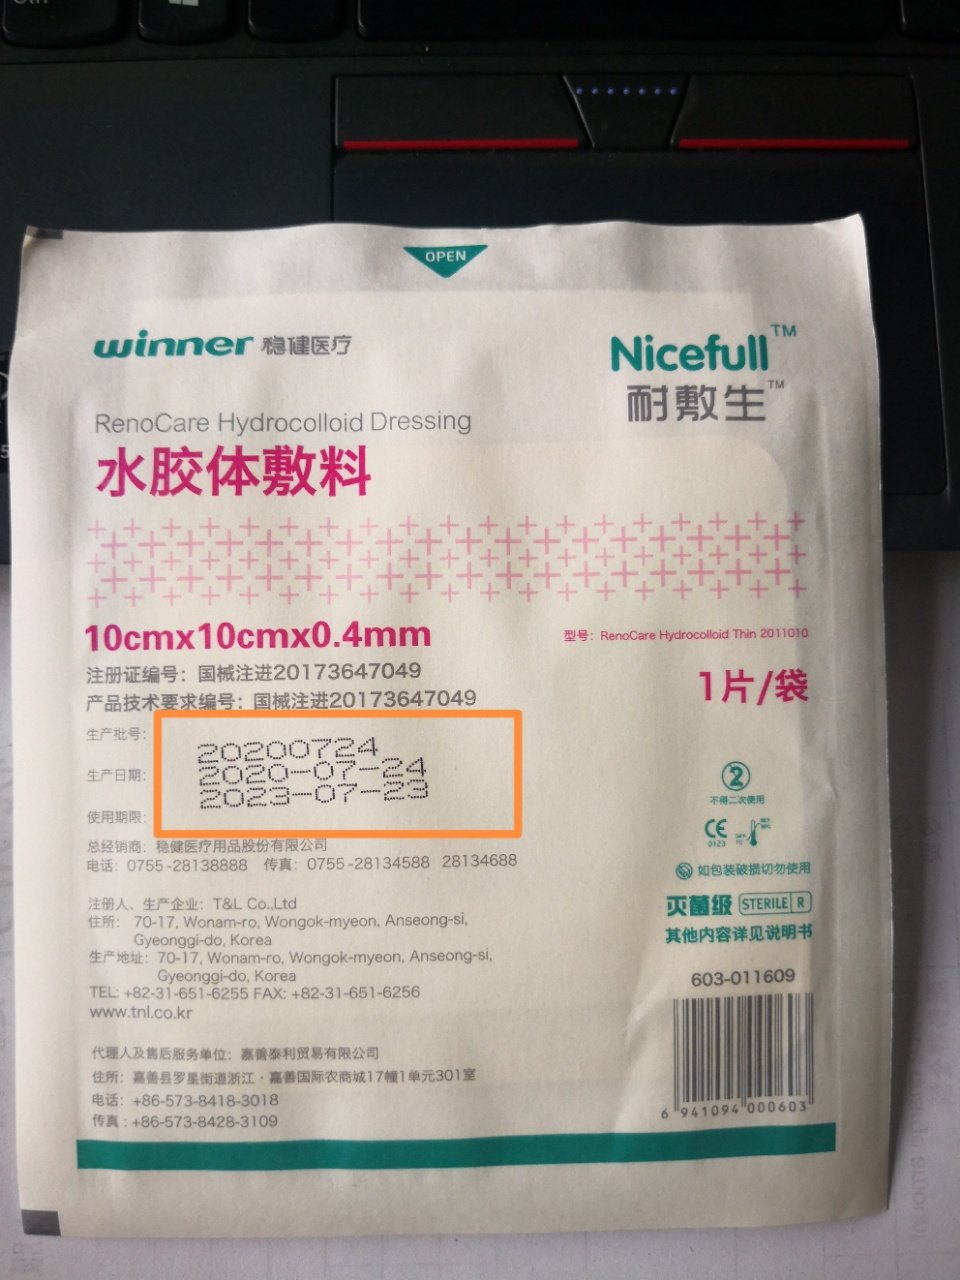 OPEN
winner 稳健医疗
Nicefull™
耐敷生™
RenoCare Hydrocolloid Dressing
水胶体敷料
10cmx10cmx0.4mm
型号：RenoCare Hydrocolloid Thin 2011010
注册证编号：国械注进20173647049
1片/袋
产品技术要求编号：国械注进20173647049
生产批号：
20200724
生产日期：
2020-07-24
使用期限：
2023-07-23
2
不得二次使用
CE
0123
如包装破损切勿使用
灭菌级 STERILE R
其他内容详见说明书
总经销商：稳健医疗用品股份有限公司
电话：0755-28138888 传真：0755-28134588 28134688
注册人、生产企业：T&L Co.,Ltd
住所：70-17, Wonam-ro, Wongok-myeon, Anseong-si,
Gyeonggi-do, Korea
生产地址：70-17, Wonam-ro, Wongok-myeon, Anseong-si,
Gyeonggi-do, Korea
TEL: +82-31-651-6255 FAX: +82-31-651-6256
www.tnl.co.kr
603-011609
代理人及售后服务单位：嘉善泰利贸易有限公司
住所：嘉善县罗星街道浙江·嘉善国际农商城17幢1单元301室
电话：+86-573-8418-3018
传真：+86-573-8428-3109
6 941094 000603